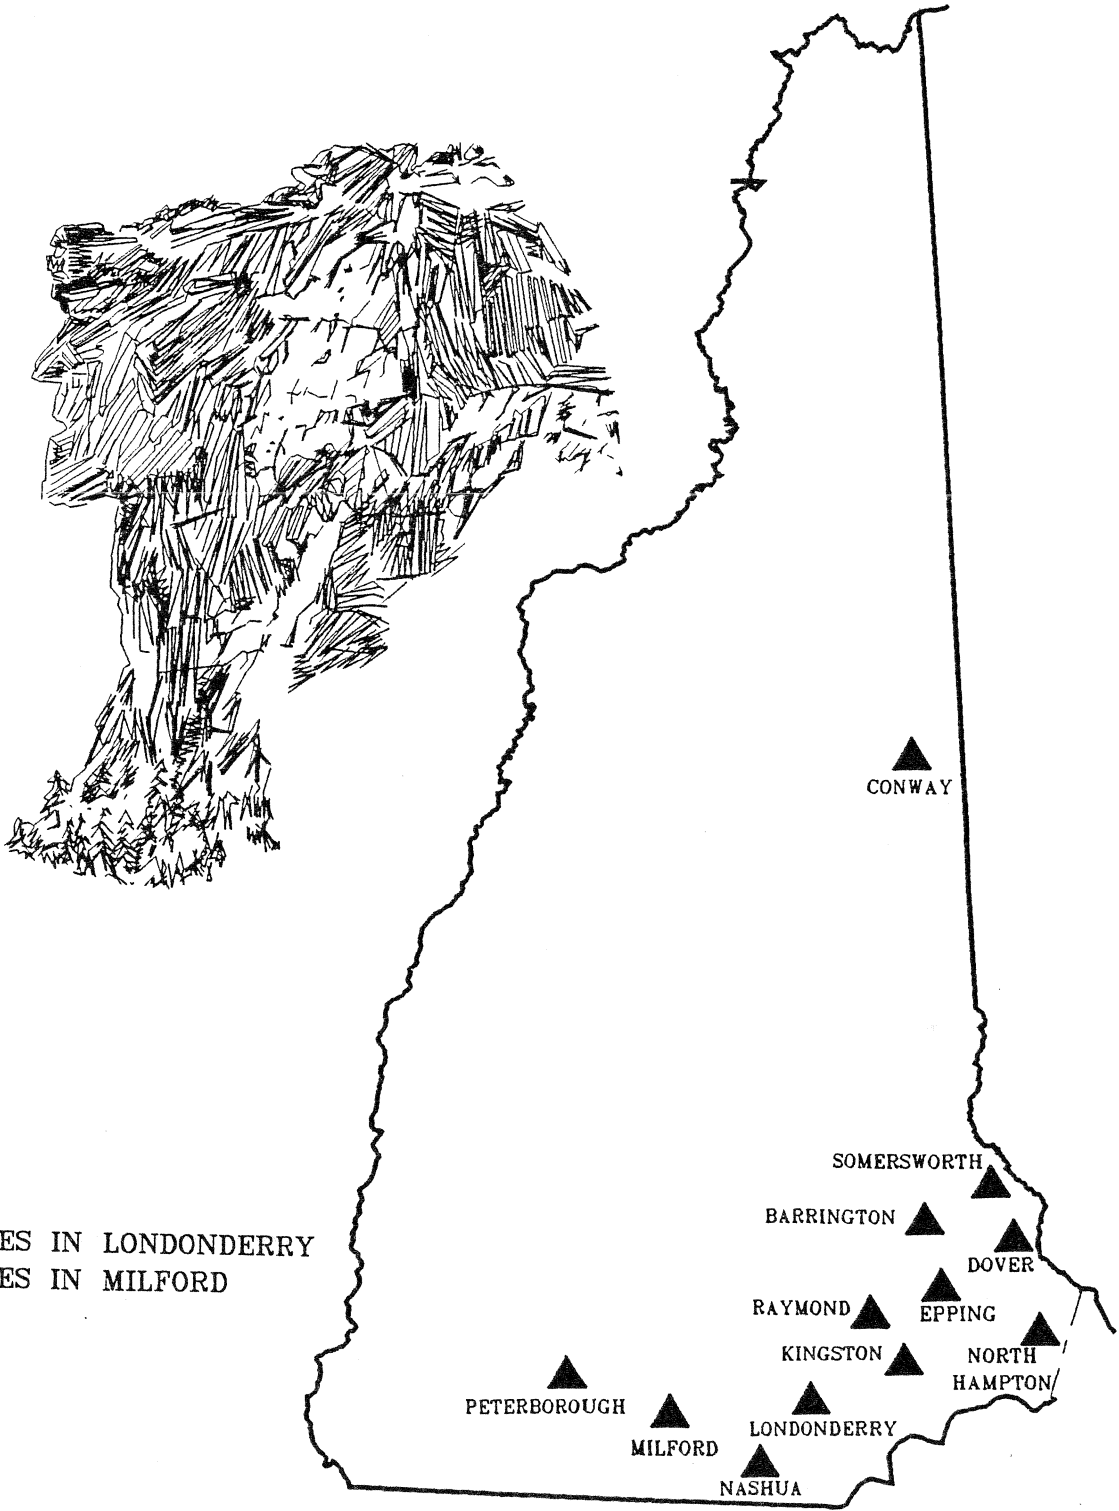 CONWAY
SOMERSWORTH
BARRINGTON
DOVER
ES IN LONDONDERRY
ES IN MILFORD
RAYMOND
EPPING
KINGSTON
NORTH
HAMPTON
PETERBOROUGH
LONDONDERRY
MILFORD
NASHUA